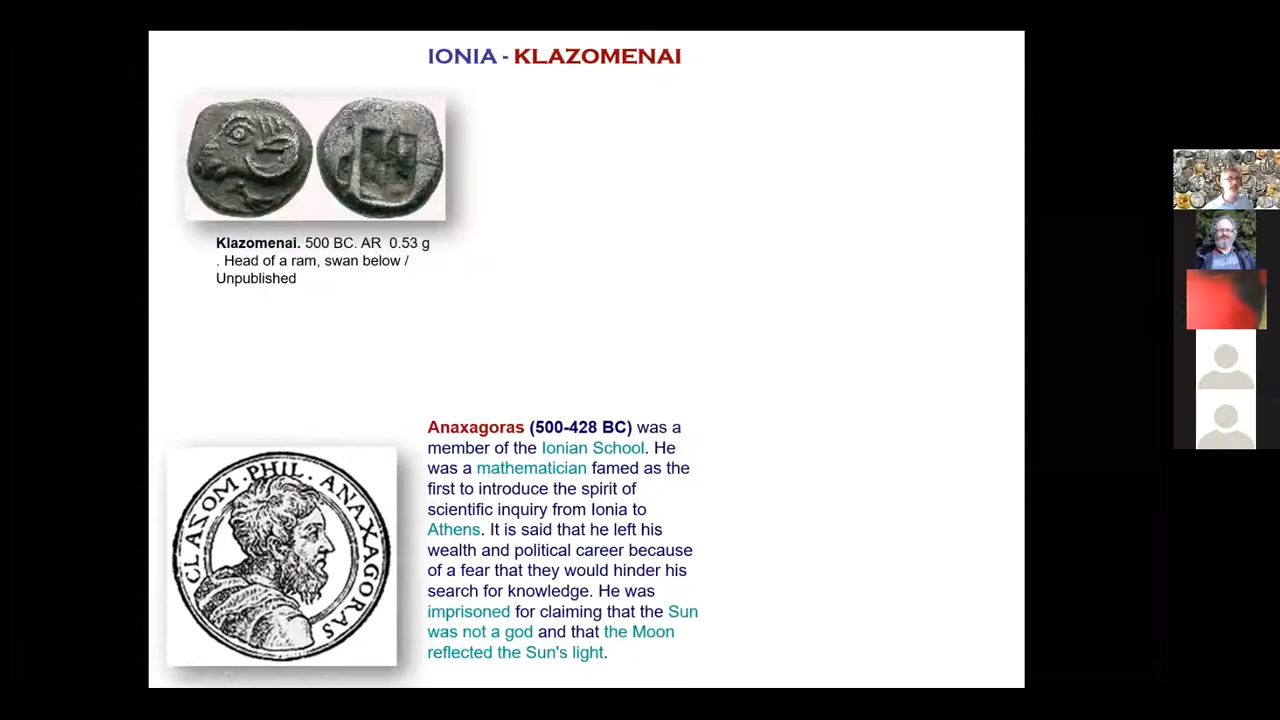 IONIA - KLAZOMENAI
Klazomenai. 500 BC. AR 0.53 g
. Head of a ram, swan below /
Unpublished
Anaxagoras (500-428 BC) was a
member of the Ionian School. He
was a mathematician famed as the
first to introduce the spirit of
scientific inquiry from Ionia to
Athens. It is said that he left his
wealth and political career because
of a fear that they would hinder his
search for knowledge. He was
imprisoned for claiming that the Sun
was not a god and that the Moon
reflected the Sun's light.
CLAZOM. PHIL. ANAXAGORAS